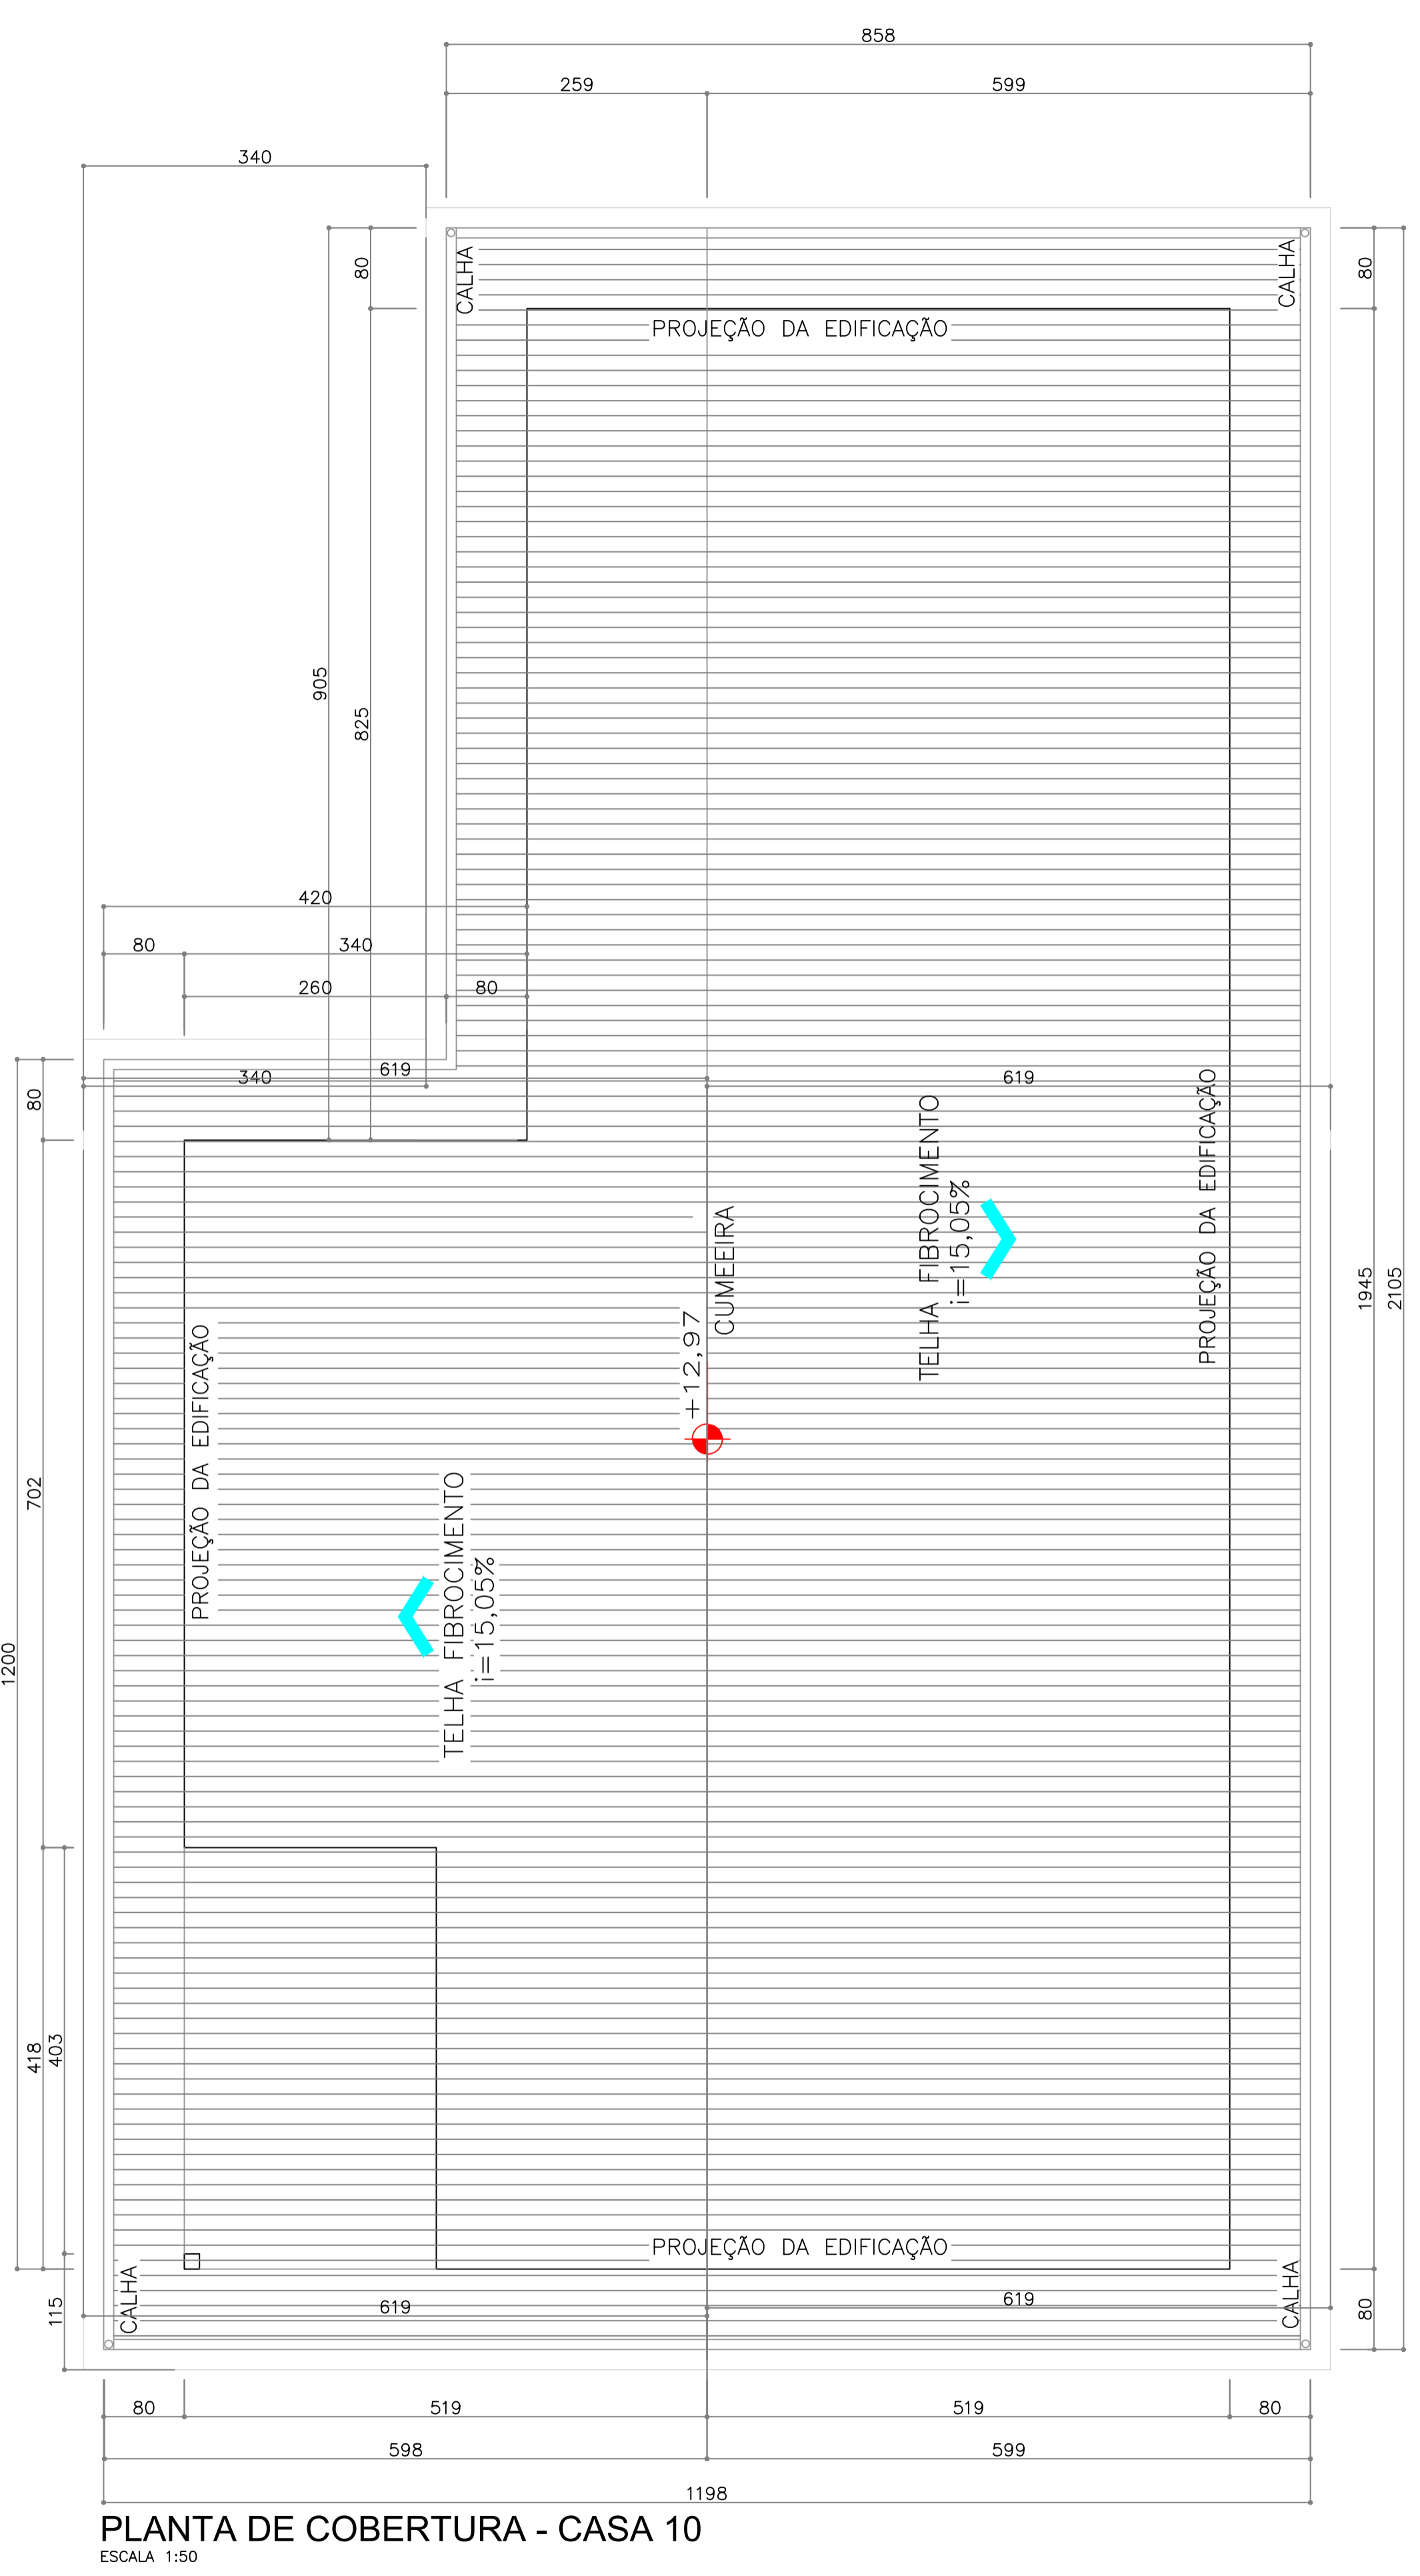 858
259
599
340
80
CALHA
CALHA
80
PROJEÇÃO DA EDIFICAÇÃO
905
825
420
80
340
260
80
619
340
619
80
PROJEÇÃO DA EDIFICAÇÃO
TELHA FIBROCIMENTO
i=15,05%
CUMEEIRA
+12,97
1945
2105
PROJEÇÃO DA EDIFICAÇÃO
702
TELHA FIBROCIMENTO
i=15,05%
1200
418
403
PROJEÇÃO DA EDIFICAÇÃO
CALHA
CALHA
619
619
115
80
80
519
519
80
598
599
1198
PLANTA DE COBERTURA - CASA 10
ESCALA 1:50